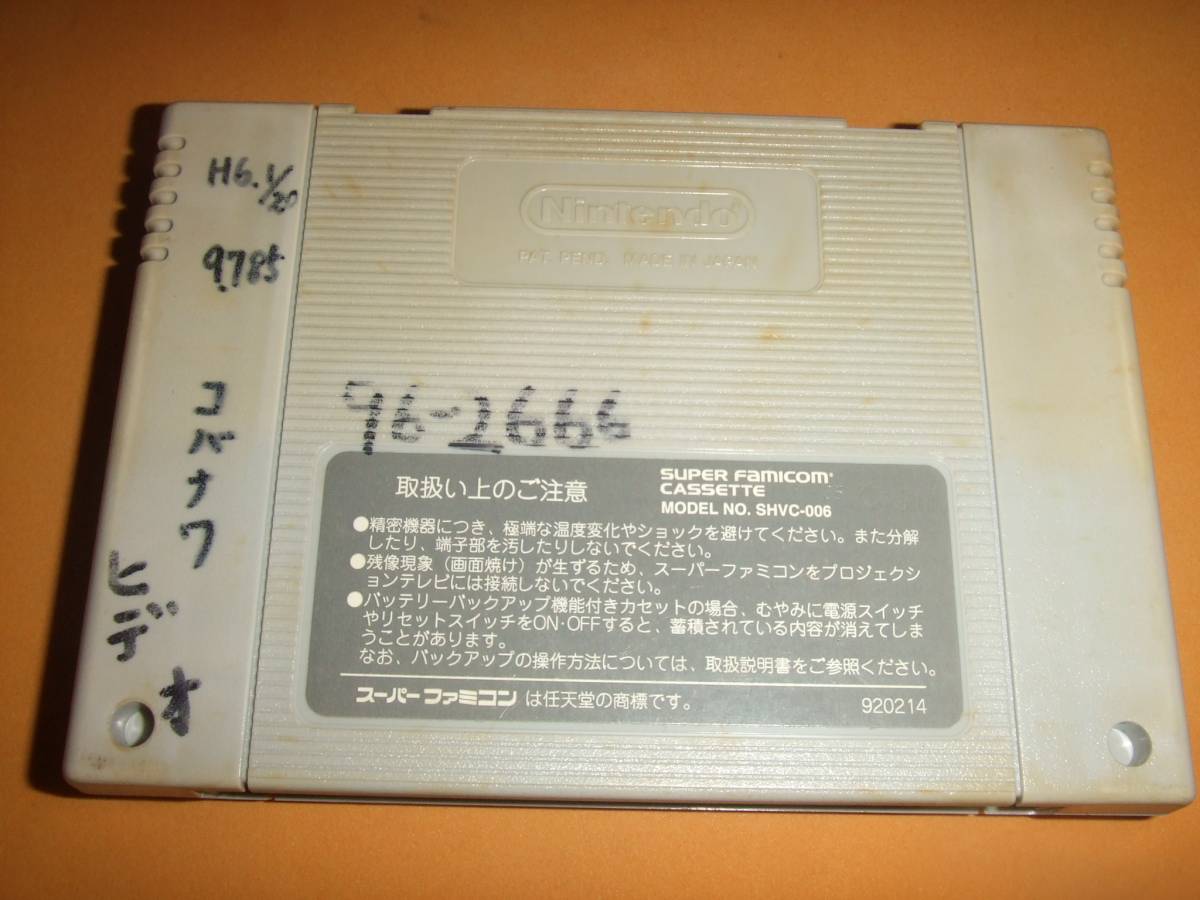 H6.1/20
9785
コバナワ
ヒデオ
Nintendo®
PAT. PEND. MADE IN JAPAN
96-2666
取扱い上のご注意
SUPER FAMICOM®
CASSETTE
MODEL NO. SHVC-006
●精密機器につき、極端な温度変化やショックを避けてください。また分解
したり、端子部を汚したりしないでください。
●残像現象（画面焼け）が生ずるため、スーパーファミコンをプロジェクシ
ョンテレビには接続しないでください。
●バッテリーバックアップ機能付きカセットの場合、むやみに電源スイッチ
やリセットスイッチをON・OFFすると、蓄積されている内容が消えてしま
うことがあります。
なお、バックアップの操作方法については、取扱説明書をご参照ください。
スーパーファミコン は任天堂の商標です。
920214